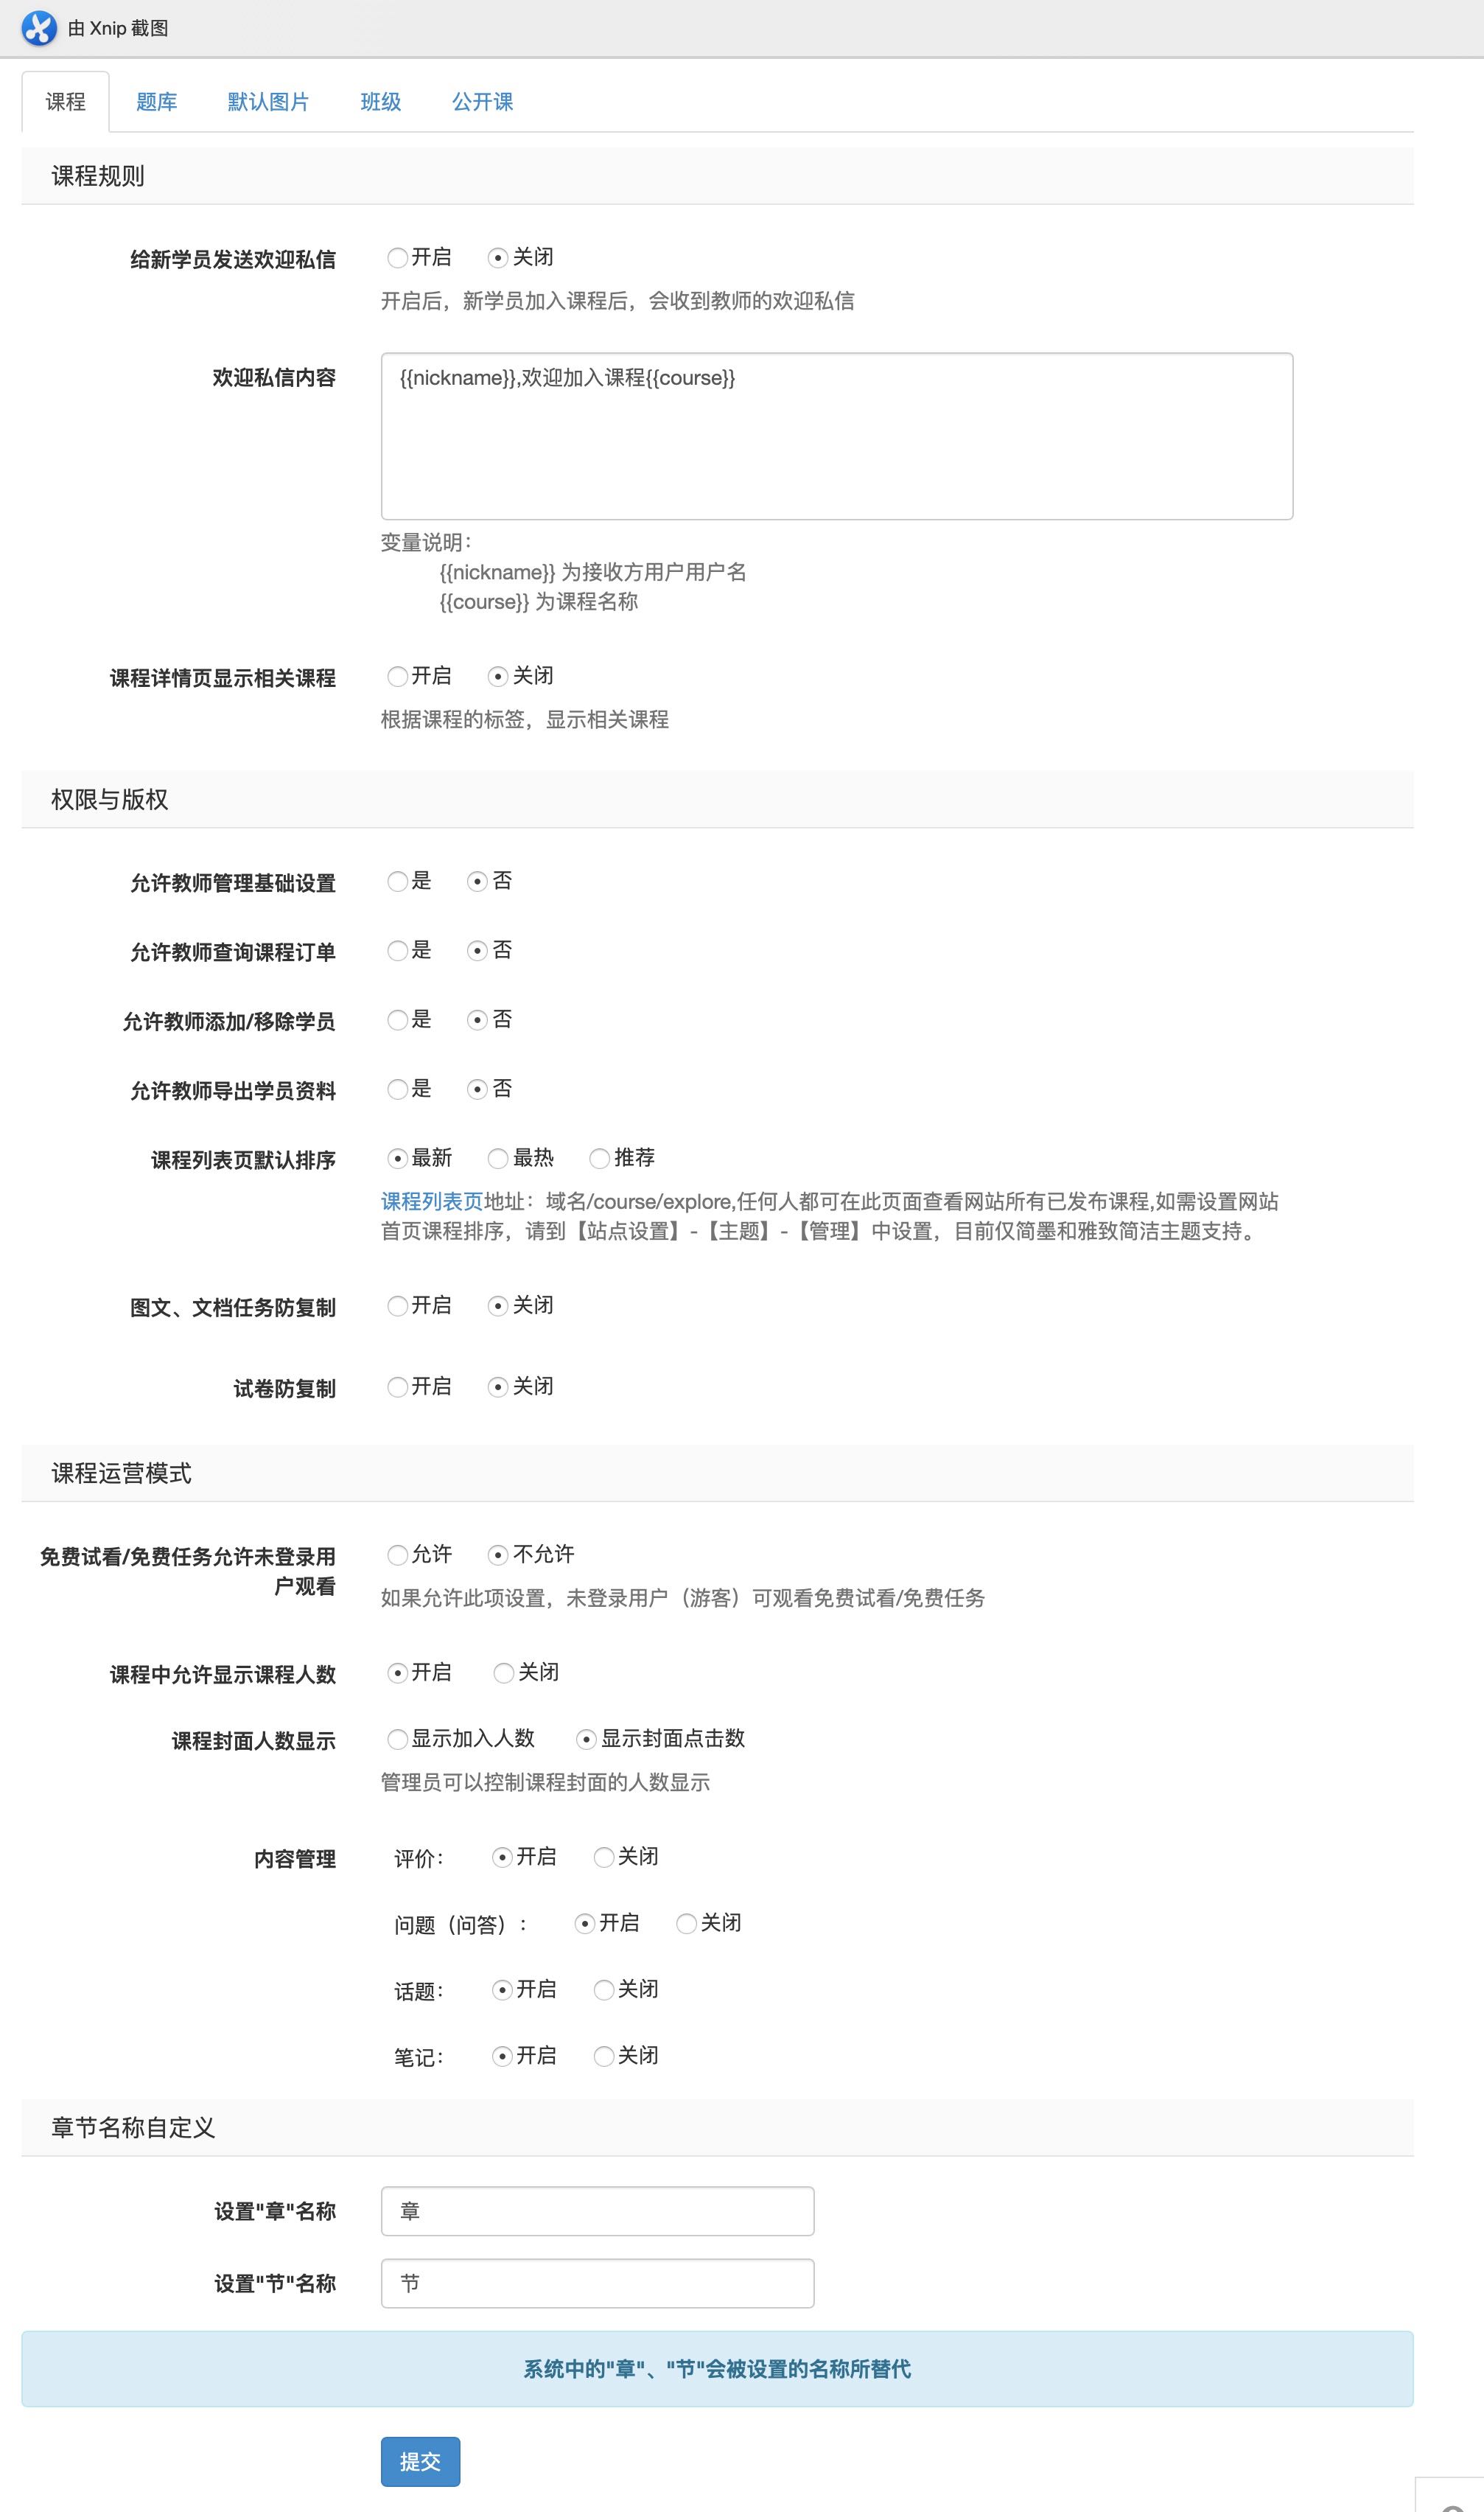 由 Xnip 截图
课程 题库 默认图片 班级 公开课
课程规则
给新学员发送欢迎私信 开启 关闭
开启后，新学员加入课程后，会收到教师的欢迎私信
欢迎私信内容 {{nickname}},欢迎加入课程{{course}}
变量说明：
{{nickname}} 为接收方用户用户名
{{course}} 为课程名称
课程详情页显示相关课程 开启 关闭
根据课程的标签，显示相关课程
权限与版权
允许教师管理基础设置 是 否
允许教师查询课程订单 是 否
允许教师添加/移除学员 是 否
允许教师导出学员资料 是 否
课程列表页默认排序 最新 最热 推荐
课程列表页地址：域名/course/explore,任何人都可在此页面查看网站所有已发布课程,如需设置网站
首页课程排序，请到【站点设置】-【主题】-【管理】中设置，目前仅简墨和雅致简洁主题支持。
图文、文档任务防复制 开启 关闭
试卷防复制 开启 关闭
课程运营模式
免费试看/免费任务允许未登录用 允许 不允许
户观看
如果允许此项设置，未登录用户（游客）可观看免费试看/免费任务
课程中允许显示课程人数 开启 关闭
课程封面人数显示 显示加入人数 显示封面点击数
管理员可以控制课程封面的人数显示
内容管理 评价： 开启 关闭
问题（问答）： 开启 关闭
话题： 开启 关闭
笔记： 开启 关闭
章节名称自定义
设置"章"名称 章
设置"节"名称 节
系统中的"章"、"节"会被设置的名称所替代
提交